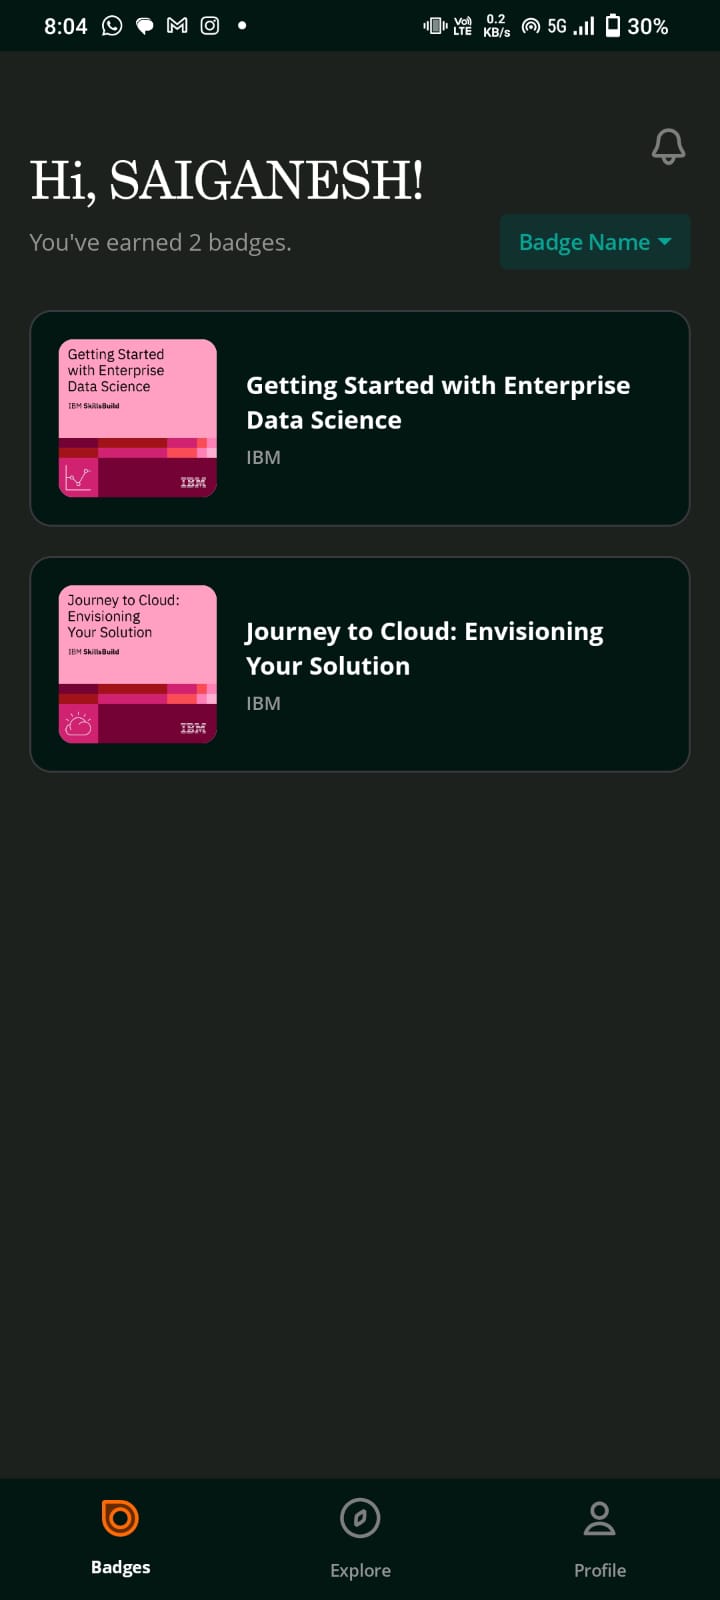 8:04
Vo) LTE 0.2 KB/s 5G 30%
Hi, SAIGANESH!
You've earned 2 badges.
Badge Name
Getting Started
with Enterprise
Data Science
IBM SkillsBuild
IBM
Getting Started with Enterprise
Data Science
IBM
Journey to Cloud:
Envisioning
Your Solution
IBM SkillsBuild
IBM
Journey to Cloud: Envisioning
Your Solution
IBM
Badges
Explore
Profile